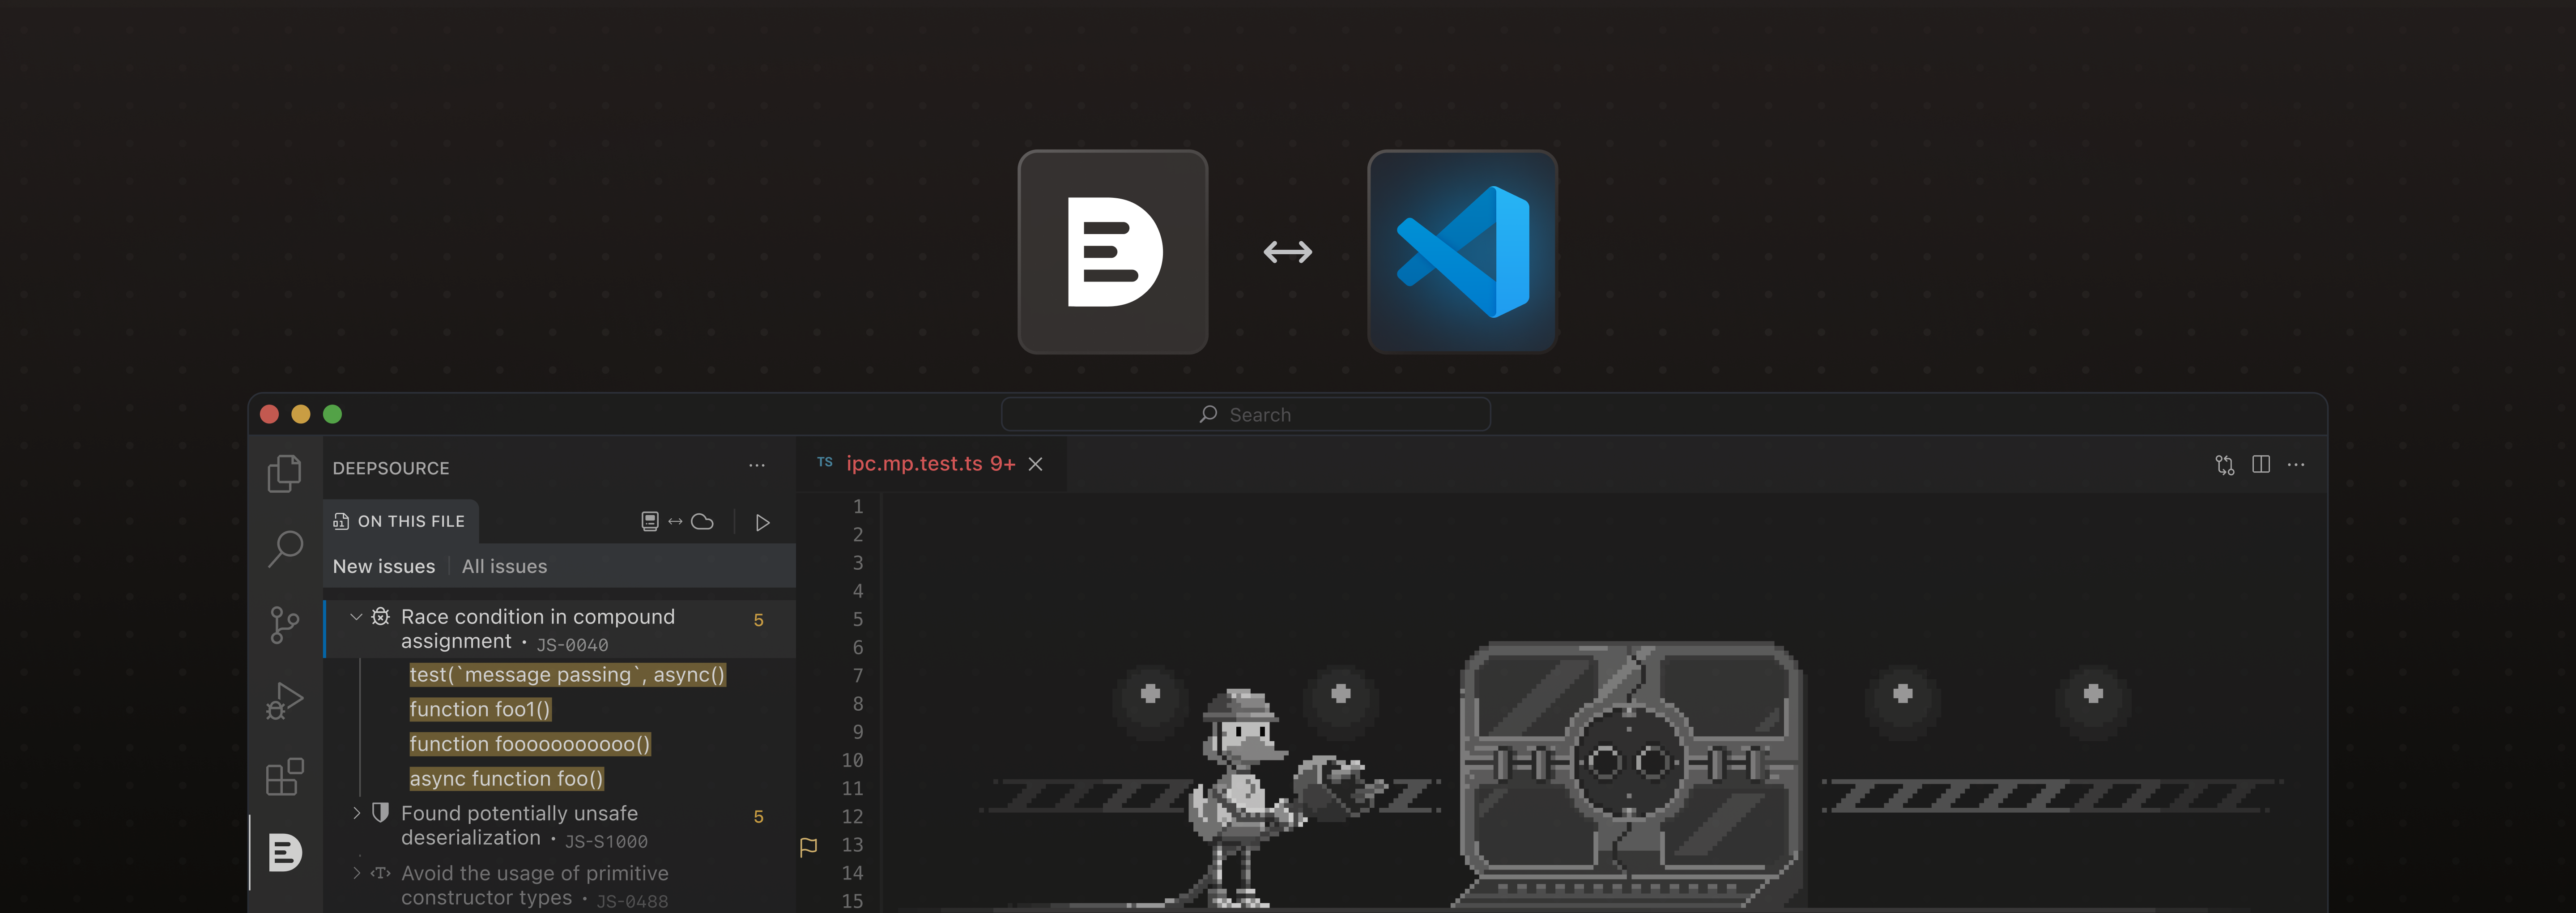 Search
DEEPSOURCE
TS ipc.mp.test.ts 9+
ON THIS FILE
New issues All issues
Race condition in compound 5
assignment • JS-0040
test(`message passing`, async()
function foo1()
function fooooooooooo()
async function foo()
Found potentially unsafe 5
deserialization • JS-S1000
Avoid the usage of primitive
constructor types • JS-0488
1
2
3
4
5
6
7
8
9
10
11
12
13
14
15